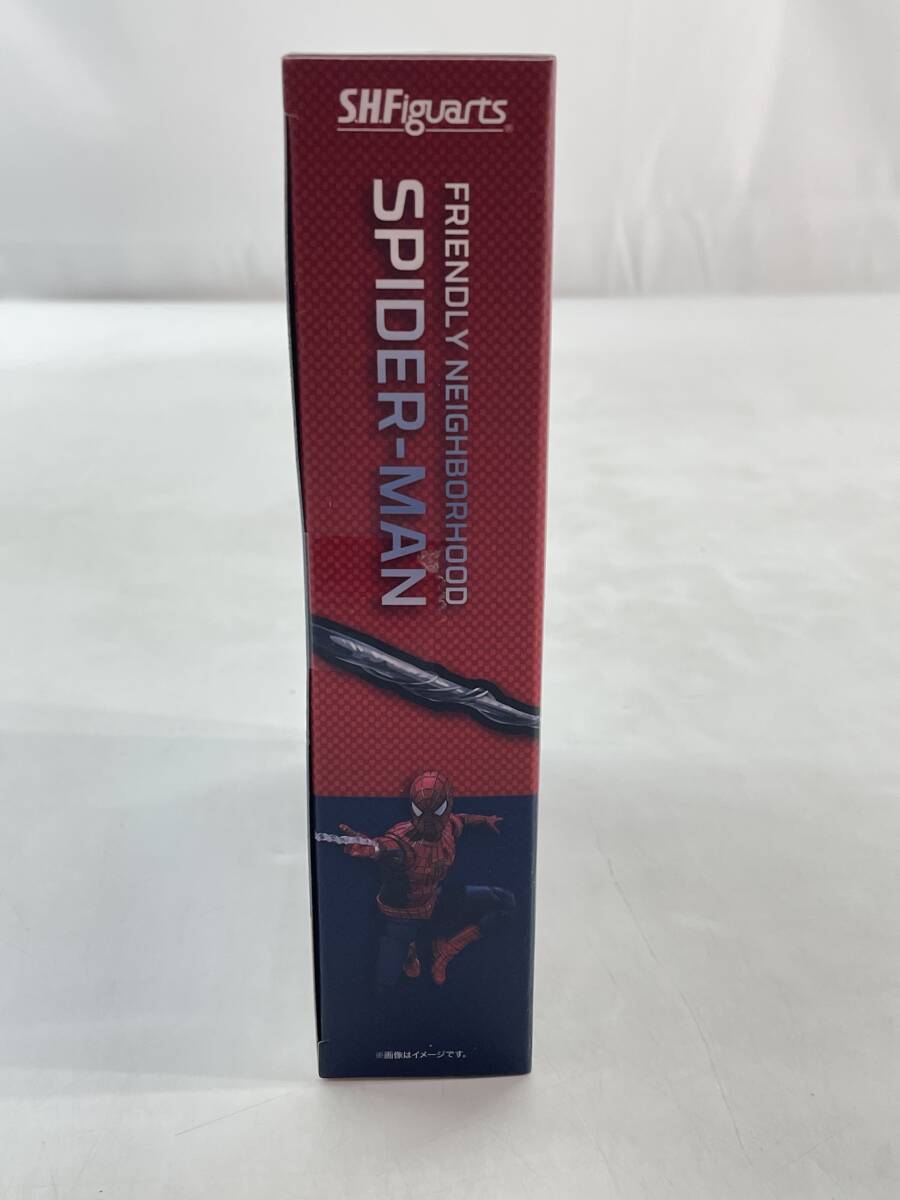 S.H.Figuarts®
FRIENDLY NEIGHBORHOOD
SPIDER-MAN
※画像はイメージです。